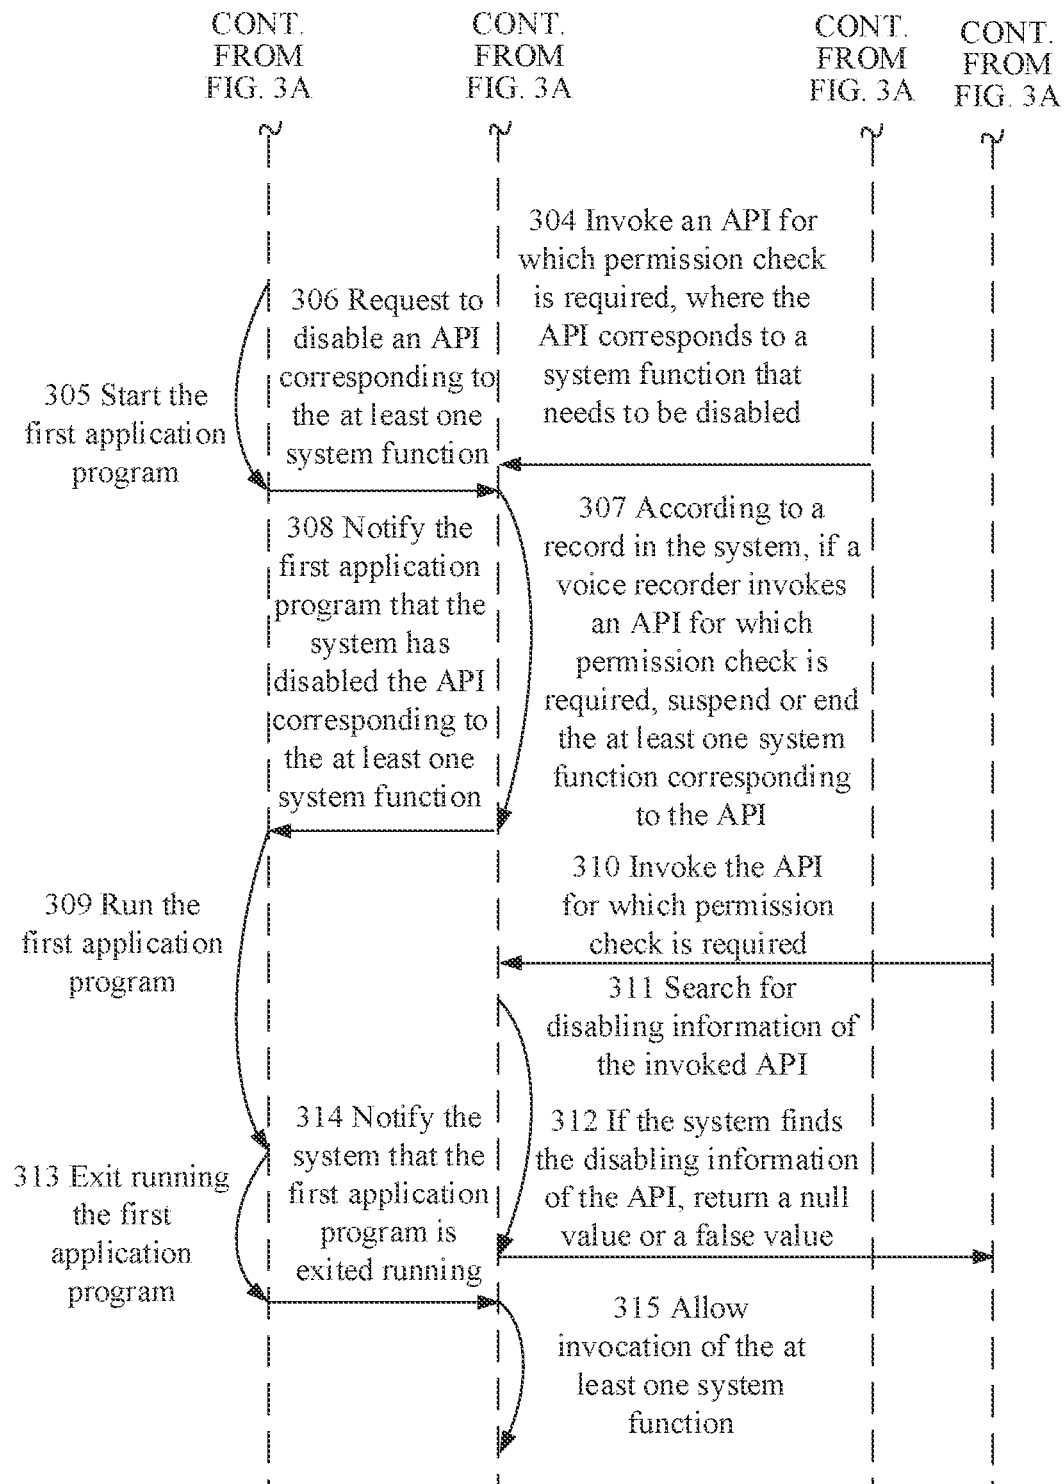 CONT.
FROM
FIG. 3A
CONT.
FROM
FIG. 3A
CONT.
FROM
FIG. 3A
CONT.
FROM
FIG. 3A
304 Invoke an API for
which permission check
is required, where the
API corresponds to a
system function that
needs to be disabled
305 Start the
first application
program
306 Request to
disable an API
corresponding to
the at least one
system function
307 According to a
record in the system, if a
voice recorder invokes
an API for which
permission check is
required, suspend or end
the at least one system
function corresponding
to the API
308 Notify the
first application
program that the
system has
disabled the API
corresponding to
the at least one
system function
309 Run the
first application
program
310 Invoke the API
for which permission
check is required
311 Search for
disabling information of
the invoked API
312 If the system finds
the disabling information
of the API, return a null
value or a false value
313 Exit running
the first
application
program
314 Notify the
system that the
first application
program is
exited running
315 Allow
invocation of the at
least one system
function